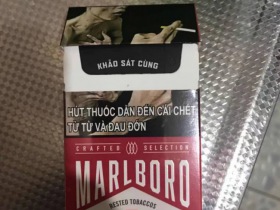 KHẢO SÁT CÙNG
HÚT THUỐC DẪN ĐẾN CÁI CHẾT
TỪ TỪ VÀ ĐAU ĐỚN
CRAFTED SELECTION
MARLBORO
TOBACCOS